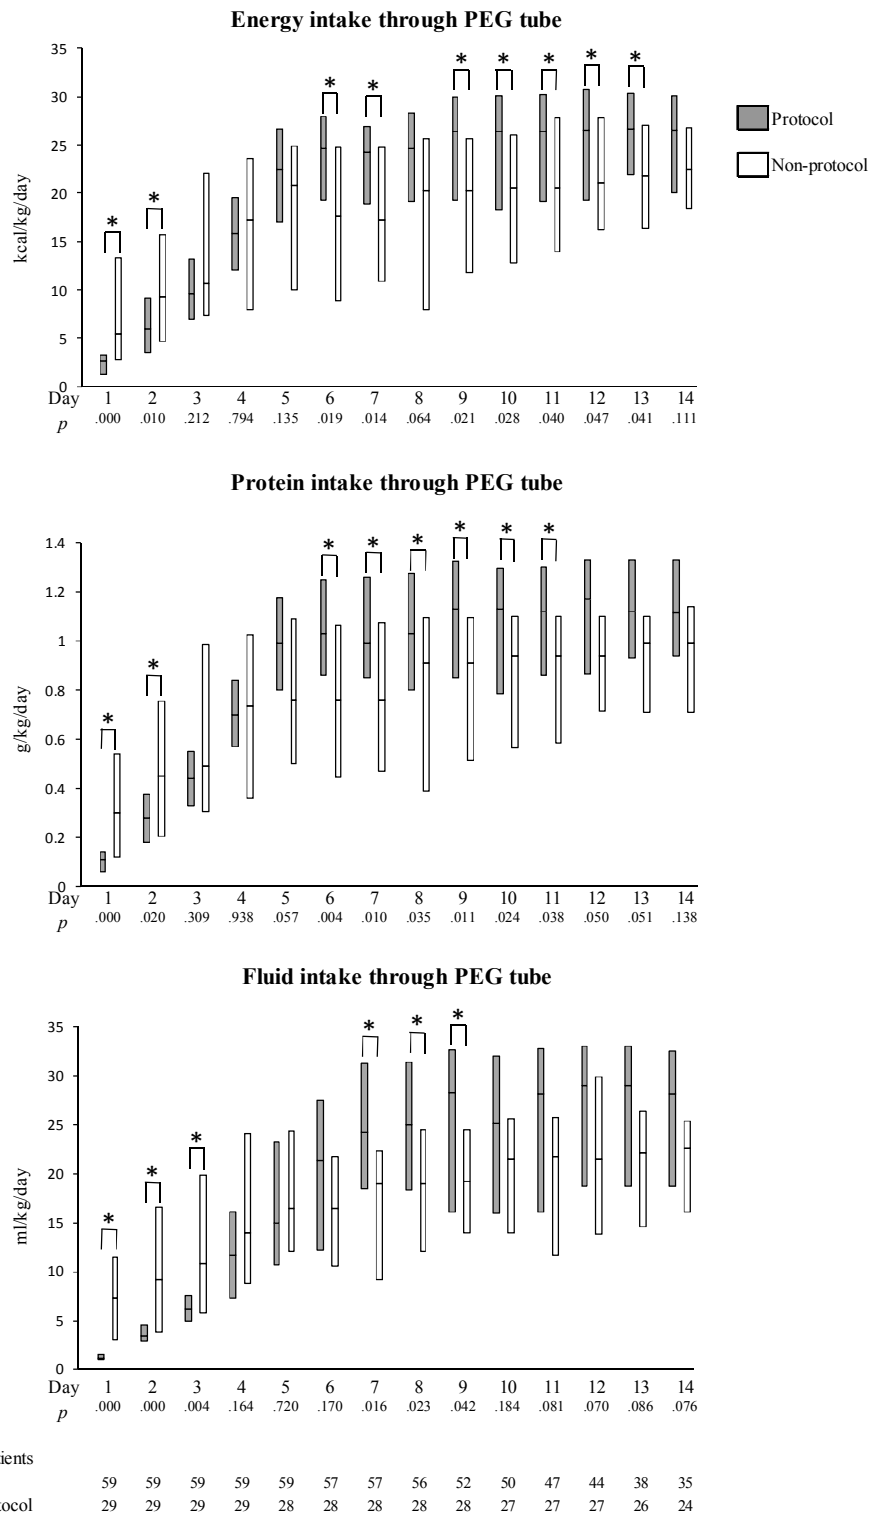 Energy intake through PEG tube
35
30
25
20
15
10
5
0
kcal/kg/day
* * * * * * * * *
Protocol
Non-protocol
Day 1 2 3 4 5 6 7 8 9 10 11 12 13 14
p .000 .010 .212 .794 .135 .019 .014 .064 .021 .028 .040 .047 .041 .111
Protein intake through PEG tube
1.4
1.2
1
0.8
0.6
0.4
0.2
0
g/kg/day
* * * * * * * *
Day 1 2 3 4 5 6 7 8 9 10 11 12 13 14
p .000 .020 .309 .938 .057 .004 .010 .035 .011 .024 .038 .050 .051 .138
Fluid intake through PEG tube
35
30
25
20
15
10
5
0
ml/kg/day
* * * * * *
Day 1 2 3 4 5 6 7 8 9 10 11 12 13 14
p .000 .000 .004 .164 .720 .170 .016 .023 .042 .184 .081 .070 .086 .076
ients
59 59 59 59 59 57 57 56 52 50 47 44 38 35
tocol 29 29 29 29 28 28 28 28 28 27 27 27 26 24